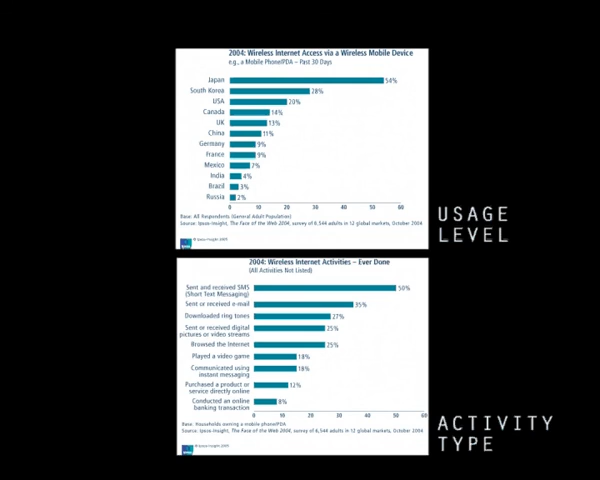 2004: Wireless Internet Access via a Wireless Mobile Device
e.g., a Mobile Phone/PDA – Past 30 Days
Japan 54%
South Korea 28%
USA 20%
Canada 14%
UK 13%
China 11%
Germany 9%
France 9%
Mexico 7%
India 4%
Brazil 3%
Russia 2%
0 10 20 30 40 50 60
Base: All Respondents (General Adult Population)
Source: Ipsos-Insight, The Face of the Web 2004, survey of 6,544 adults in 12 global markets, October 2004
© Ipsos-Insight 2005
USAGE
LEVEL
2004: Wireless Internet Activities – Ever Done
(All Activities Not Listed)
Sent and received SMS
(Short Text Messaging) 50%
Sent or received e-mail 35%
Downloaded ring tones 27%
Sent or received digital
pictures or video streams 25%
Browsed the Internet 25%
Played a video game 18%
Communicated using
instant messaging 18%
Purchased a product or
service directly online 12%
Conducted an online
banking transaction 8%
0 10 20 30 40 50 60
Base: Households owning a mobile phone/PDA
Source: Ipsos-Insight, The Face of the Web 2004, survey of 6,544 adults in 12 global markets, October 2004
© Ipsos-Insight 2005
ACTIVITY
TYPE